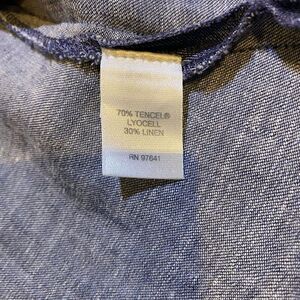 70% TENCEL®
LYOCELL
30% LINEN
RN 97641